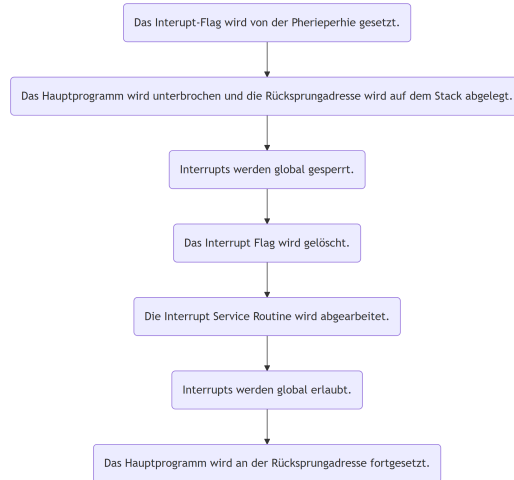 Das Interupt-Flag wird von der Pherieperhie gesetzt.
Das Hauptprogramm wird unterbrochen und die Rücksprungadresse wird auf dem Stack abgelegt.
Interrupts werden global gesperrt.
Das Interrupt Flag wird gelöscht.
Die Interrupt Service Routine wird abgearbeitet.
Interrupts werden global erlaubt.
Das Hauptprogramm wird an der Rücksprungadresse fortgesetzt.